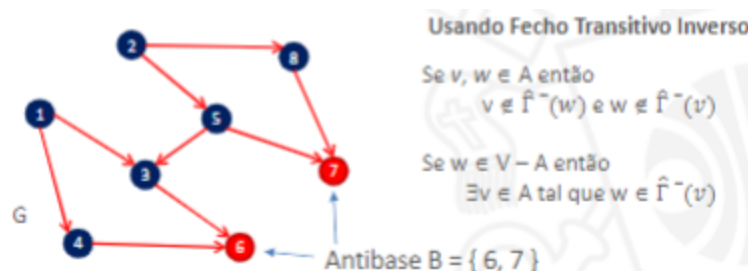 Usando Fecho Transitivo Inverso
Se v, w ∈ A então
v ∉ Γ̂⁻(w) e w ∉ Γ̂⁻(v)
Se w ∈ V – A então
∃v ∈ A tal que w ∈ Γ̂⁻(v)
2
8
1
5
3
7
G
4
6
Antibase B = { 6, 7 }